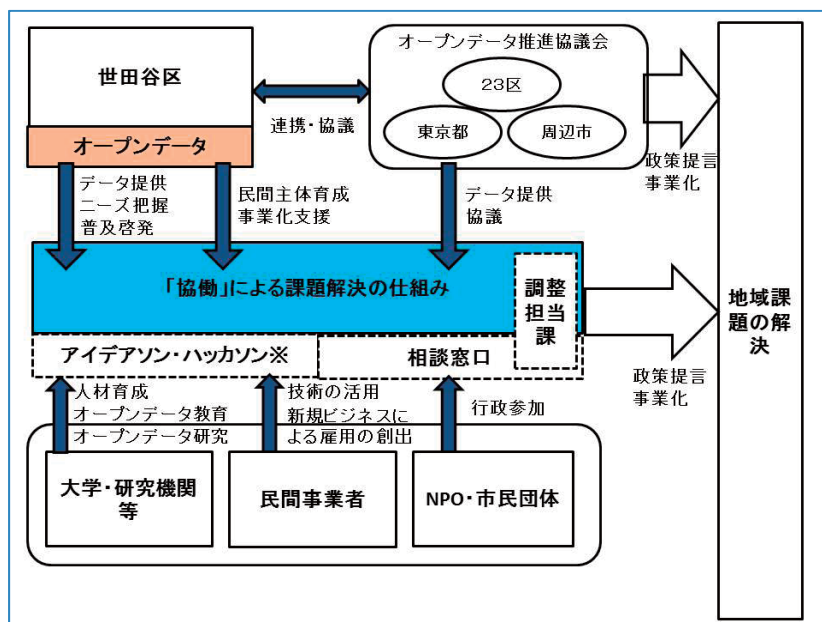 世田谷区
オープンデータ
連携・協議
オープンデータ推進協議会
23区
東京都
周辺市
政策提言
事業化
データ提供
ニーズ把握
普及啓発
民間主体育成
事業化支援
データ提供
協議
「協働」による課題解決の仕組み
調整
担当
課
アイデアソン・ハッカソン※
相談窓口
政策提言
事業化
地域課
題の解
決
人材育成
オープンデータ教育
オープンデータ研究
技術の活用
新規ビジネスに
よる雇用の創出
行政参加
大学・研究機関
等
民間事業者
NPO・市民団体